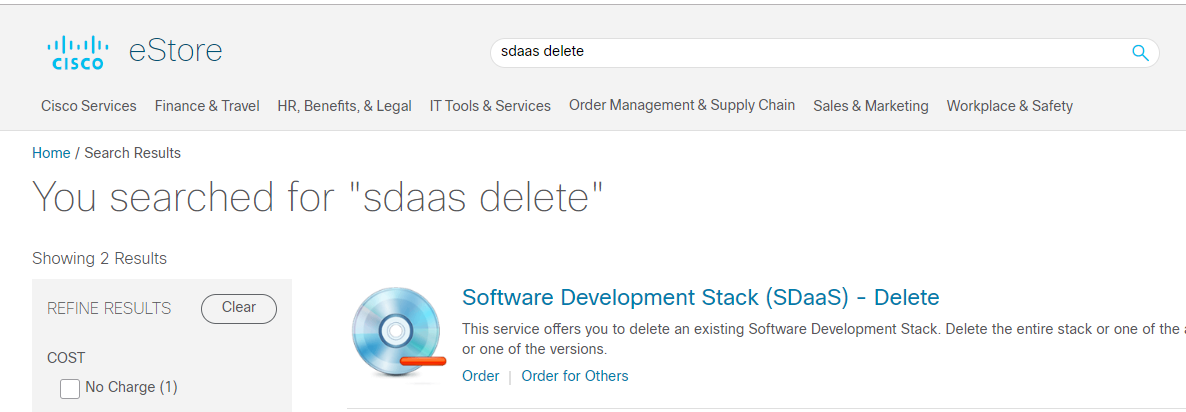 CISCO
eStore
sdaas delete
Cisco Services
Finance & Travel
HR, Benefits, & Legal
IT Tools & Services
Order Management & Supply Chain
Sales & Marketing
Workplace & Safety
Home / Search Results
You searched for "sdaas delete"
Showing 2 Results
REFINE RESULTS
Clear
COST
No Charge (1)
Software Development Stack (SDaaS) - Delete
This service offers you to delete an existing Software Development Stack. Delete the entire stack or one of the
or one of the versions.
Order | Order for Others